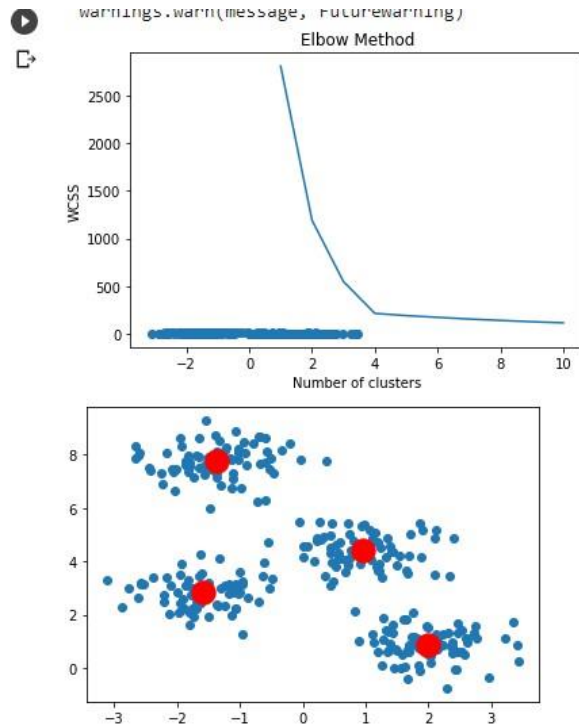 warnings.warn(message, FutureWarning)
Elbow Method
2500
2000
1500
1000
500
0
WCSS
−2 0 2 4 6 8 10
Number of clusters
8
6
4
2
0
−3 −2 −1 0 1 2 3